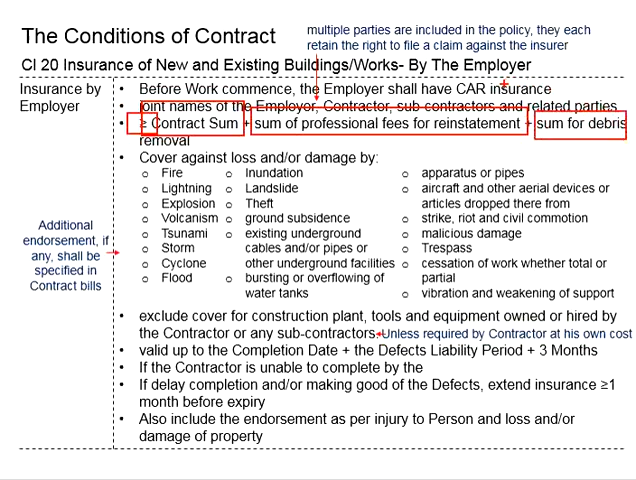 The Conditions of Contract
multiple parties are included in the policy, they each
retain the right to file a claim against the insurer
Cl 20 Insurance of New and Existing Buildings/Works- By The Employer
Insurance by
Employer
• Before Work commence, the Employer shall have CAR insurance
• joint names of the Employer, Contractor, sub-contractors and related parties
• ≥ Contract Sum + sum of professional fees for reinstatement + sum for debris
removal
• Cover against loss and/or damage by:
o Fire
o Lightning
o Explosion
o Volcanism
o Tsunami
o Storm
o Cyclone
o Flood
o Inundation
o Landslide
o Theft
o ground subsidence
o existing underground
cables and/or pipes or
other underground facilities
o bursting or overflowing of
water tanks
o apparatus or pipes
o aircraft and other aerial devices or
articles dropped there from
o strike, riot and civil commotion
o malicious damage
o Trespass
o cessation of work whether total or
partial
o vibration and weakening of support
Additional
endorsement, if
any, shall be
specified in
Contract bills
• exclude cover for construction plant, tools and equipment owned or hired by
the Contractor or any sub-contractors. Unless required by Contractor at his own cost
• valid up to the Completion Date + the Defects Liability Period + 3 Months
• If the Contractor is unable to complete by the
• If delay completion and/or making good of the Defects, extend insurance ≥1
month before expiry
• Also include the endorsement as per injury to Person and loss and/or
damage of property